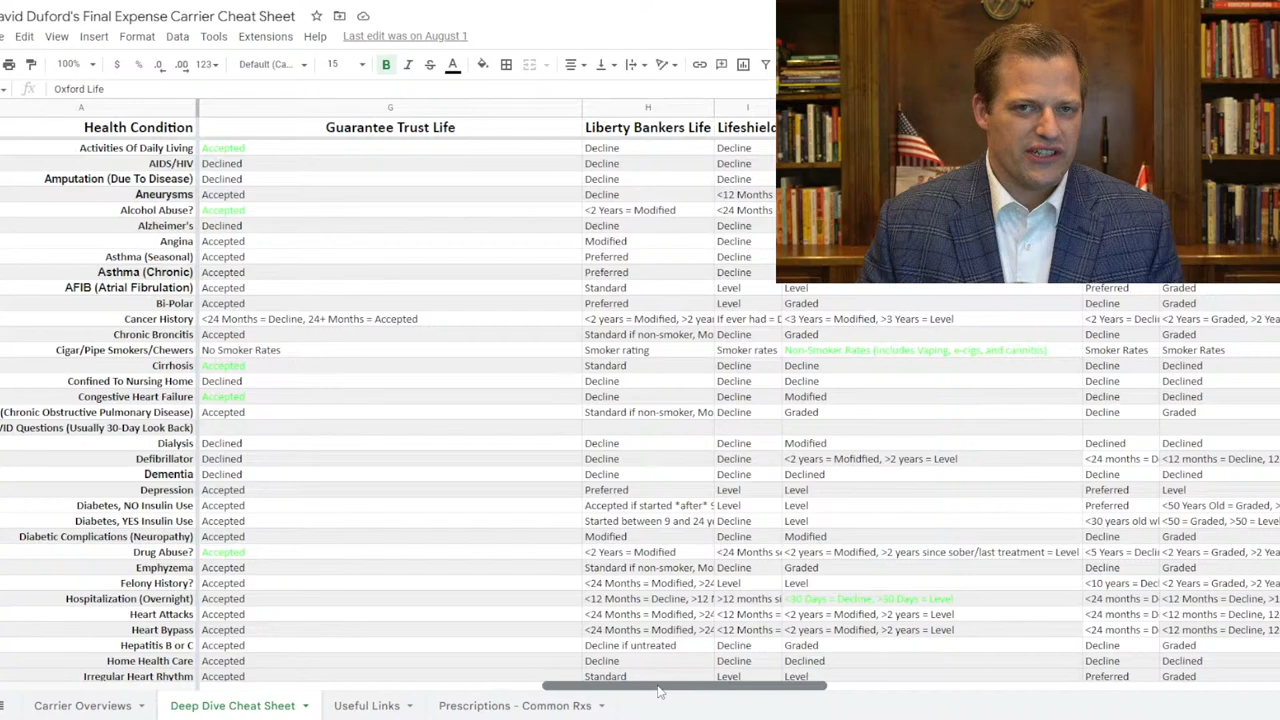 avid Duford's Final Expense Carrier Cheat Sheet
Edit View Insert Format Data Tools Extensions Help Last edit was on August 1
100 $ % .0 .00 123 Default (Ca... 15 B I S A
Oxford Life
A G H I
Health Condition Guarantee Trust Life Liberty Bankers Life Lifeshield
Activities Of Daily Living Accepted Decline Decline
AIDS/HIV Declined Decline Decline
Amputation (Due To Disease) Declined Decline Decline
Aneurysms Accepted Decline <12 Months
Alcohol Abuse? Accepted <2 Years = Modified <24 Months
Alzheimer's Declined Decline Decline
Angina Accepted Modified Decline
Asthma (Seasonal) Accepted Preferred Decline
Asthma (Chronic) Accepted Preferred Decline
AFIB (Atrial Fibrulation) Accepted Standard Level Level Preferred Graded
Bi-Polar Accepted Preferred Level Graded Decline Decline
Cancer History <24 Months = Decline, 24+ Months = Accepted <2 years = Modified, >2 year If ever had = D <3 Years = Modified, >3 Years = Level <2 Years = Decli <2 Years = Graded, >2 Yea
Chronic Broncitis Accepted Standard if non-smoker, Mo Decline Graded Decline Graded
Cigar/Pipe Smokers/Chewers No Smoker Rates Smoker rating Smoker rates Non-Smoker Rates (includes Vaping, e-cigs, and cannibtis) Smoker Rates Smoker Rates
Cirrhosis Accepted Standard Decline Decline Decline Declined
Confined To Nursing Home Declined Decline Decline Decline Decline Declined
Congestive Heart Failure Accepted Decline Decline Modified Decline Declined
(Chronic Obstructive Pulmonary Disease) Accepted Standard if non-smoker, Mo Decline Graded Decline Graded
VID Questions (Usually 30-Day Look Back)
Dialysis Declined Decline Decline Modified Declined Declined
Defibrillator Declined Decline Decline <2 years = Mofidfied, >2 years = Level <24 months = D <12 months = Decline, 12
Dementia Declined Decline Decline Declined Decline Declined
Depression Accepted Preferred Level Level Preferred Level
Diabetes, NO Insulin Use Accepted Accepted if started *after* 9 Level Level Preferred <50 Years Old = Graded, >
Diabetes, YES Insulin Use Accepted Started between 9 and 24 y Decline Level <30 years old w <50 = Graded, >50 = Level
Diabetic Complications (Neuropathy) Accepted Modified Decline Modified Decline Graded
Drug Abuse? Accepted <2 Years = Modified <24 Months s <2 years = Modified, >2 years since sober/last treatment = Level <5 Years = Decli <2 Years = Graded, >2 Yea
Emphyzema Accepted Standard if non-smoker, Mo Decline Graded Decline Graded
Felony History? Accepted <24 Months = Modified, >24 Level Level <10 years = Dec <2 Years = Graded, >2 Yea
Hospitalization (Overnight) Accepted <12 Months = Decline, >12 M >12 months si <30 Days = Decline, >30 Days = Level Decline <12 Months = Decline, >1
Heart Attacks Accepted <24 Months = Modified, >24 <12 Months = <2 years = Modified, >2 years = Level <24 months = D <12 months = Decline, 12
Heart Bypass Accepted <24 Months = Modified, >24 <12 Months = <2 years = Modified, >2 years = Level <24 months = D <12 months = Decline, 12
Hepatitis B or C Accepted Decline if untreated Decline Graded Decline Graded
Home Health Care Accepted Decline Decline Declined Decline Declined
Irregular Heart Rhythm Accepted Standard Level Level Preferred Graded
Carrier Overviews Deep Dive Cheat Sheet Useful Links Prescriptions - Common Rxs